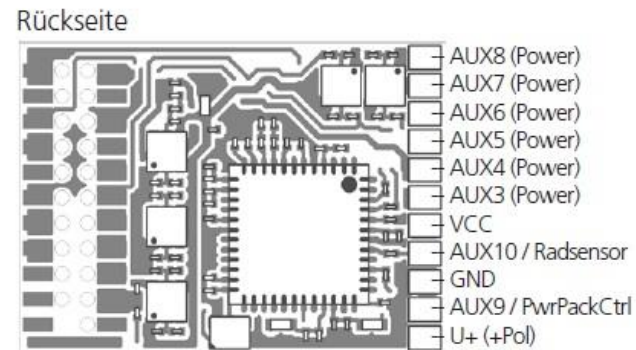 Rückseite
AUX8 (Power)
AUX7 (Power)
AUX6 (Power)
AUX5 (Power)
AUX4 (Power)
AUX3 (Power)
VCC
AUX10 / Radsensor
GND
AUX9 / PwrPackCtrl
U+ (+Pol)